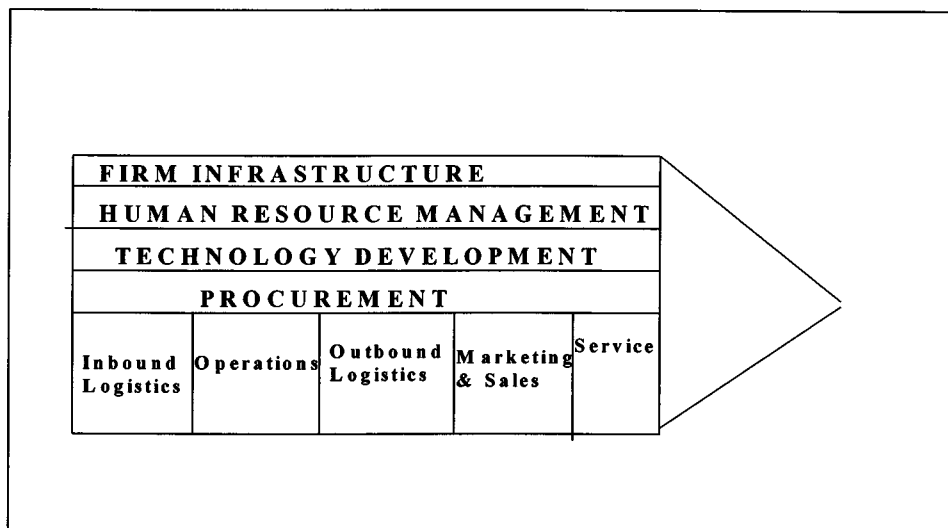 FIRM INFRASTRUCTURE
HUMAN RESOURCE MANAGEMENT
TECHNOLOGY DEVELOPMENT
PROCUREMENT
Inbound
Logistics
Operations
Outbound
Logistics
Marketing
& Sales
Service